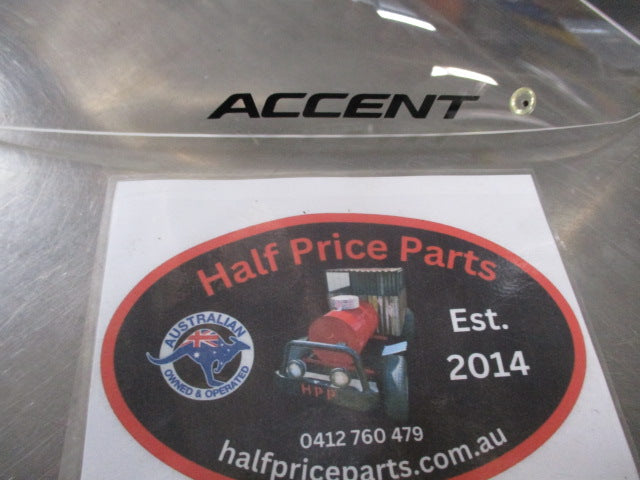 ACCENT
Half Price Parts
AUSTRALIAN
OWNED & OPERATED
Est.
2014
HPP
0412 760 479
halfpriceparts.com.au